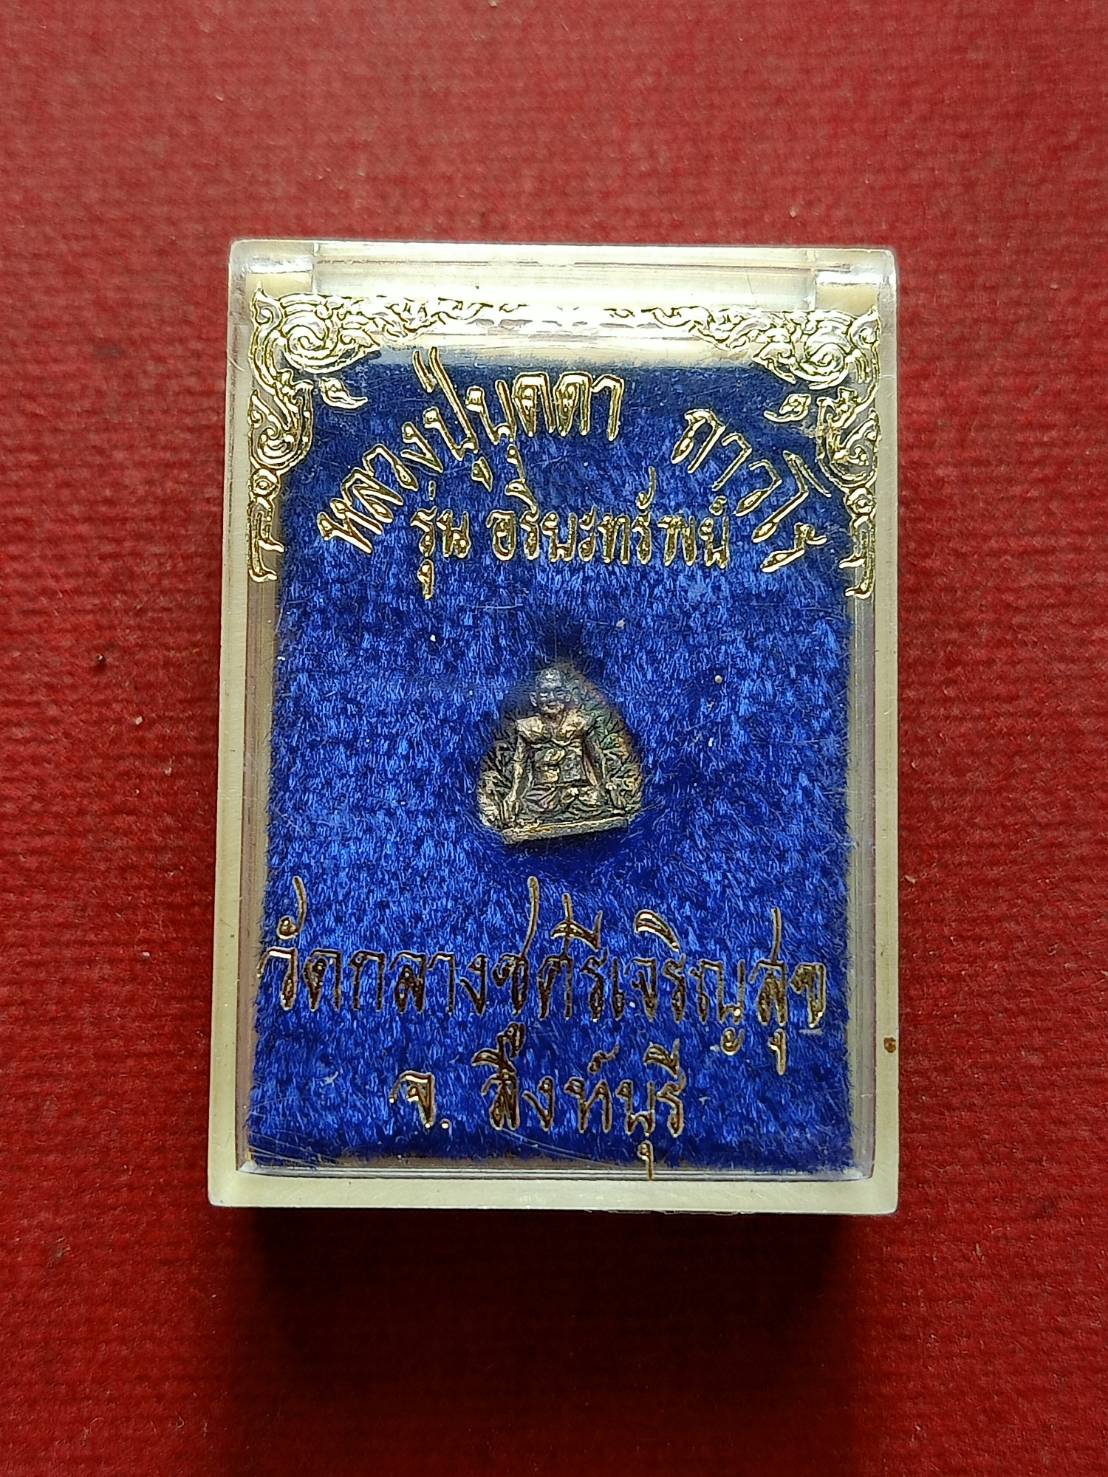 หลวงปู่บุดดา ถาวโร
รุ่น อริยะทรัพย์
วัดกลางชูศรีเจริญสุข
จ. สิงห์บุรี